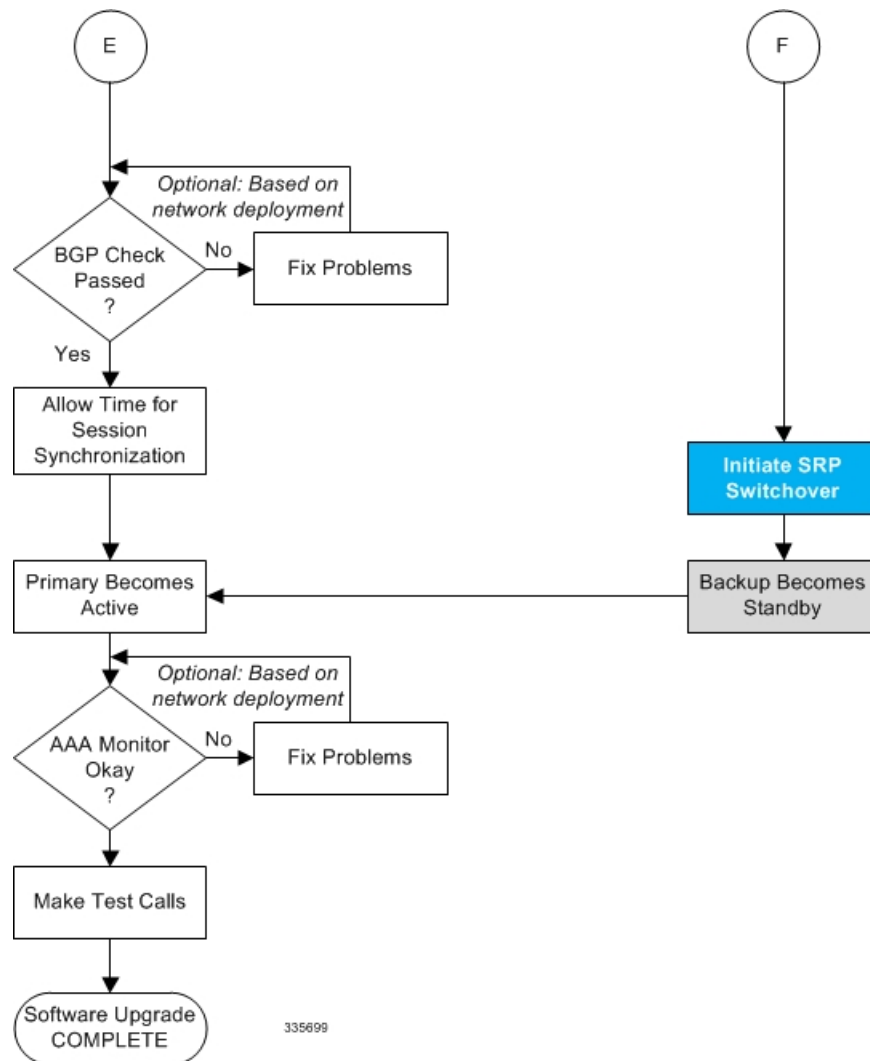 E
F
Optional: Based on
network deployment
BGP Check
Passed
?
No
Fix Problems
Yes
Allow Time for
Session
Synchronization
Initiate SRP
Switchover
Primary Becomes
Active
Backup Becomes
Standby
Optional: Based on
network deployment
AAA Monitor
Okay
?
No
Fix Problems
Make Test Calls
Software Upgrade
COMPLETE
335699